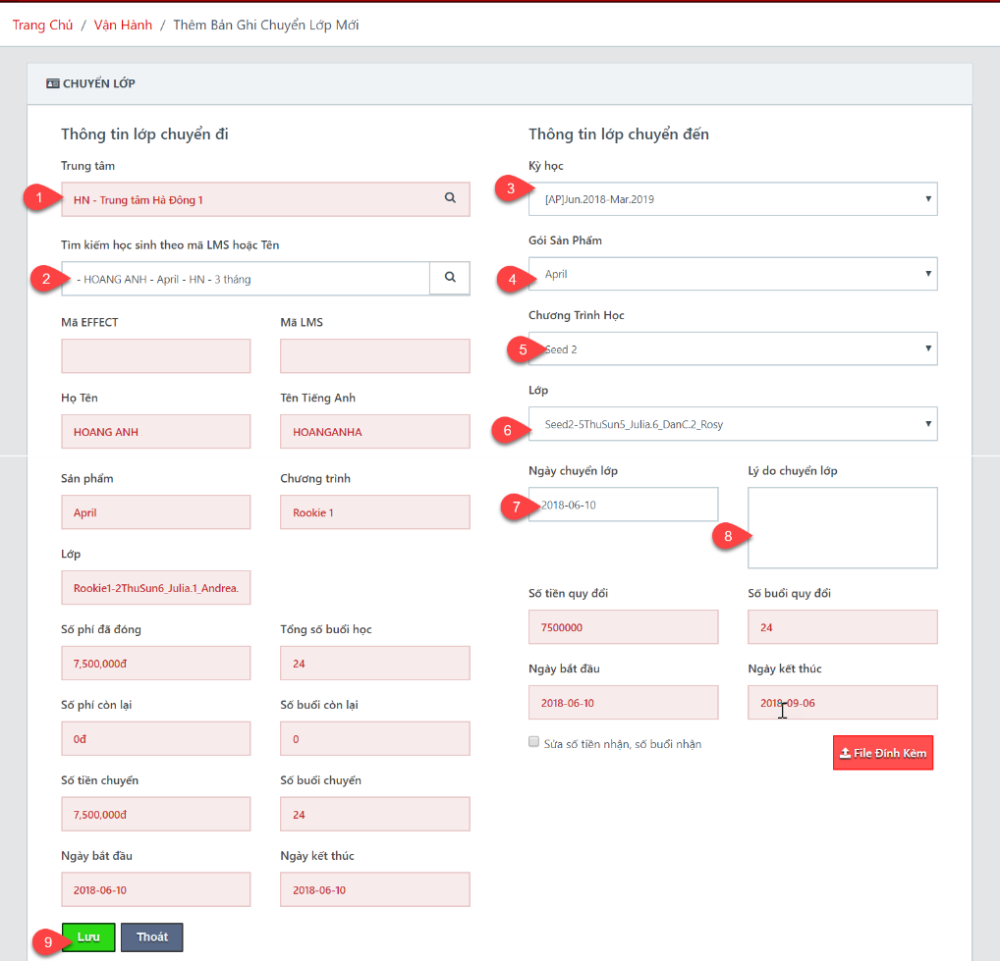 Trang Chủ / Vận Hành / Thêm Bản Ghi Chuyển Lớp Mới
CHUYỂN LỚP
Thông tin lớp chuyển đi
Trung tâm
1
HN - Trung tâm Hà Đông 1
Tìm kiếm học sinh theo mã LMS hoặc Tên
2
- HOANG ANH - April - HN - 3 tháng
Mã EFFECT
Mã LMS
Họ Tên
Tên Tiếng Anh
HOANG ANH
HOANGANHA
Sản phẩm
Chương trình
April
Rookie 1
Lớp
Rookie1-2ThuSun6_Julia.1_Andrea.
Số phí đã đóng
Tổng số buổi học
7,500,000đ
24
Số phí còn lại
Số buổi còn lại
0đ
0
Số tiền chuyển
Số buổi chuyển
7,500,000đ
24
Ngày bắt đầu
Ngày kết thúc
2018-06-10
2018-06-10
9
Lưu
Thoát
Thông tin lớp chuyển đến
Kỳ học
3
[AP]Jun.2018-Mar.2019
Gói Sản Phẩm
4
April
Chương Trình Học
5
Seed 2
Lớp
6
Seed2-5ThuSun5_Julia.6_DanC.2_Rosy
Ngày chuyển lớp
Lý do chuyển lớp
7
2018-06-10
8
Số tiền quy đổi
Số buổi quy đổi
7500000
24
Ngày bắt đầu
Ngày kết thúc
2018-06-10
2018-09-06
Sửa số tiền nhận, số buổi nhận
File Đính Kèm